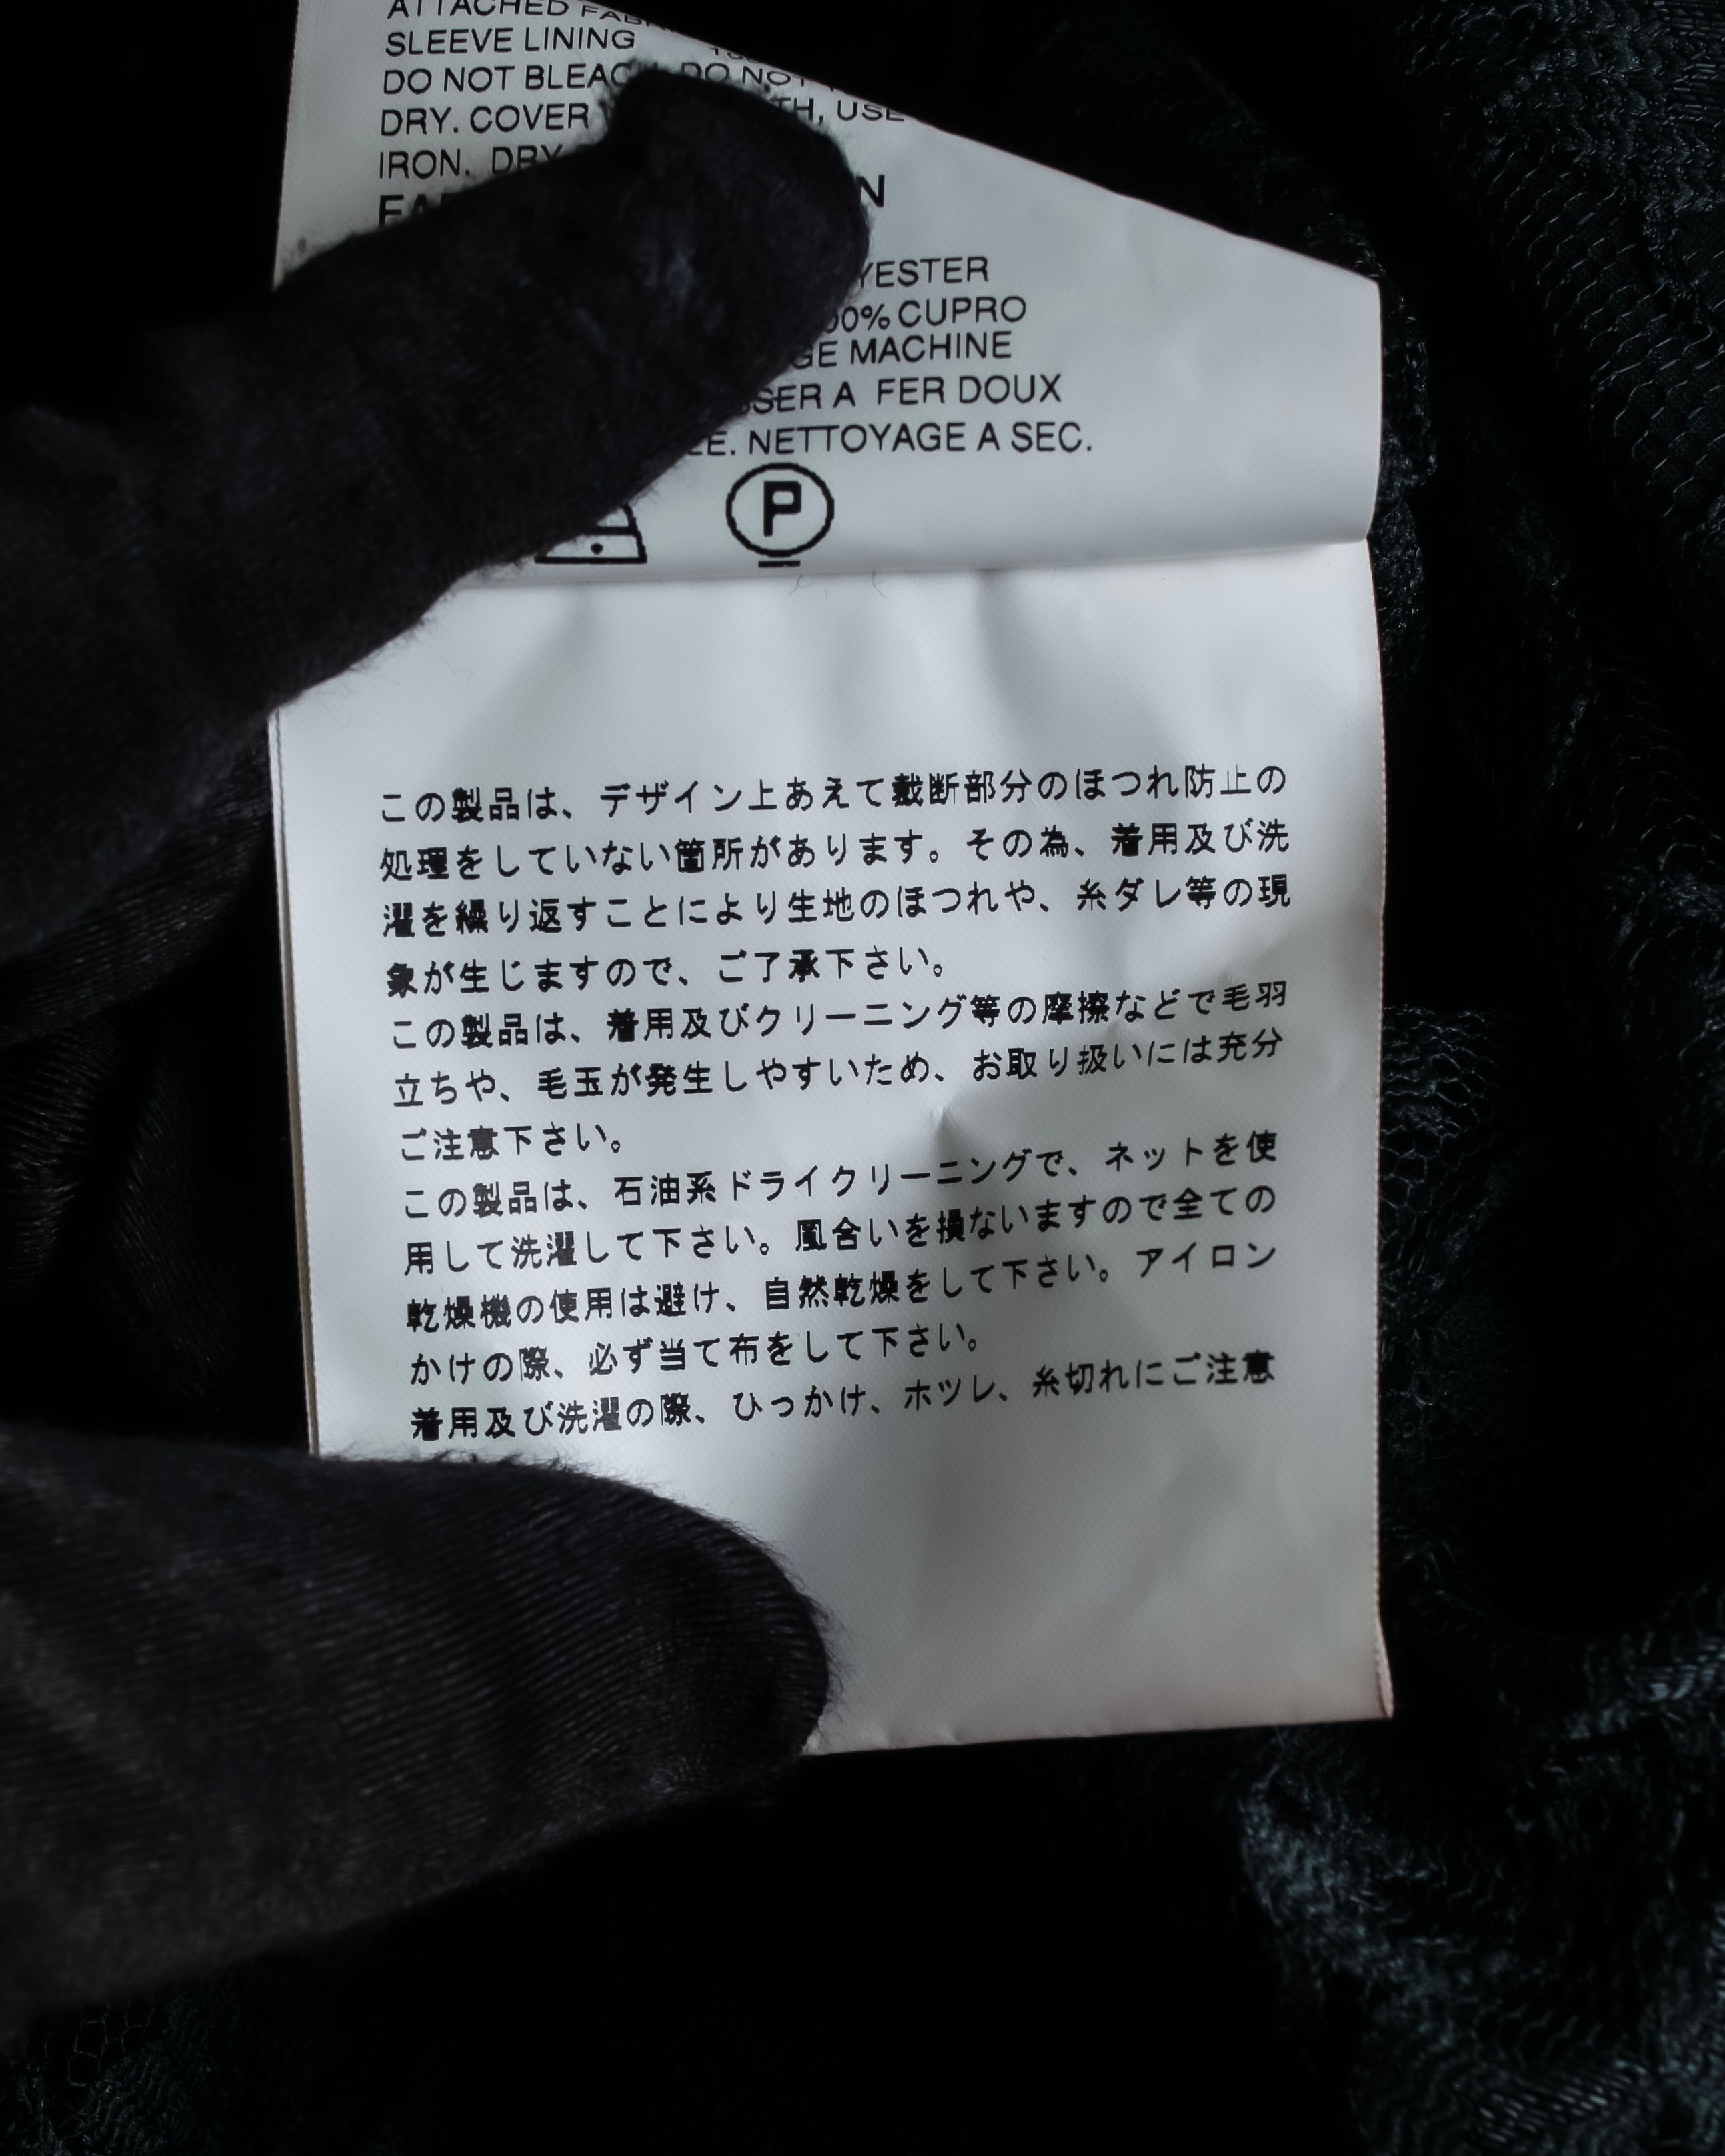 ATTACHED
SLEEVE LINING
DO NOT BLEACH DO NOT
DRY. COVER TH, USE
IRON. DRY
N
YESTER
00% CUPRO
GE MACHINE
SSER A FER DOUX
E. NETTOYAGE A SEC.
P
この製品は、デザイン上あえて裁断部分のほつれ防止の
処理をしていない箇所があります。その為、着用及び洗
濯を繰り返すことにより生地のほつれや、糸ダレ等の現
象が生じますので、ご了承下さい。
この製品は、着用及びクリーニング等の摩擦などで毛羽
立ちや、毛玉が発生しやすいため、お取り扱いには充分
ご注意下さい。
この製品は、石油系ドライクリーニングで、ネットを使
用して洗濯して下さい。風合いを損ないますので全ての
乾燥機の使用は避け、自然乾燥をして下さい。アイロン
かけの際、必ず当て布をして下さい。
着用及び洗濯の際、ひっかけ、ホツレ、糸切れにご注意